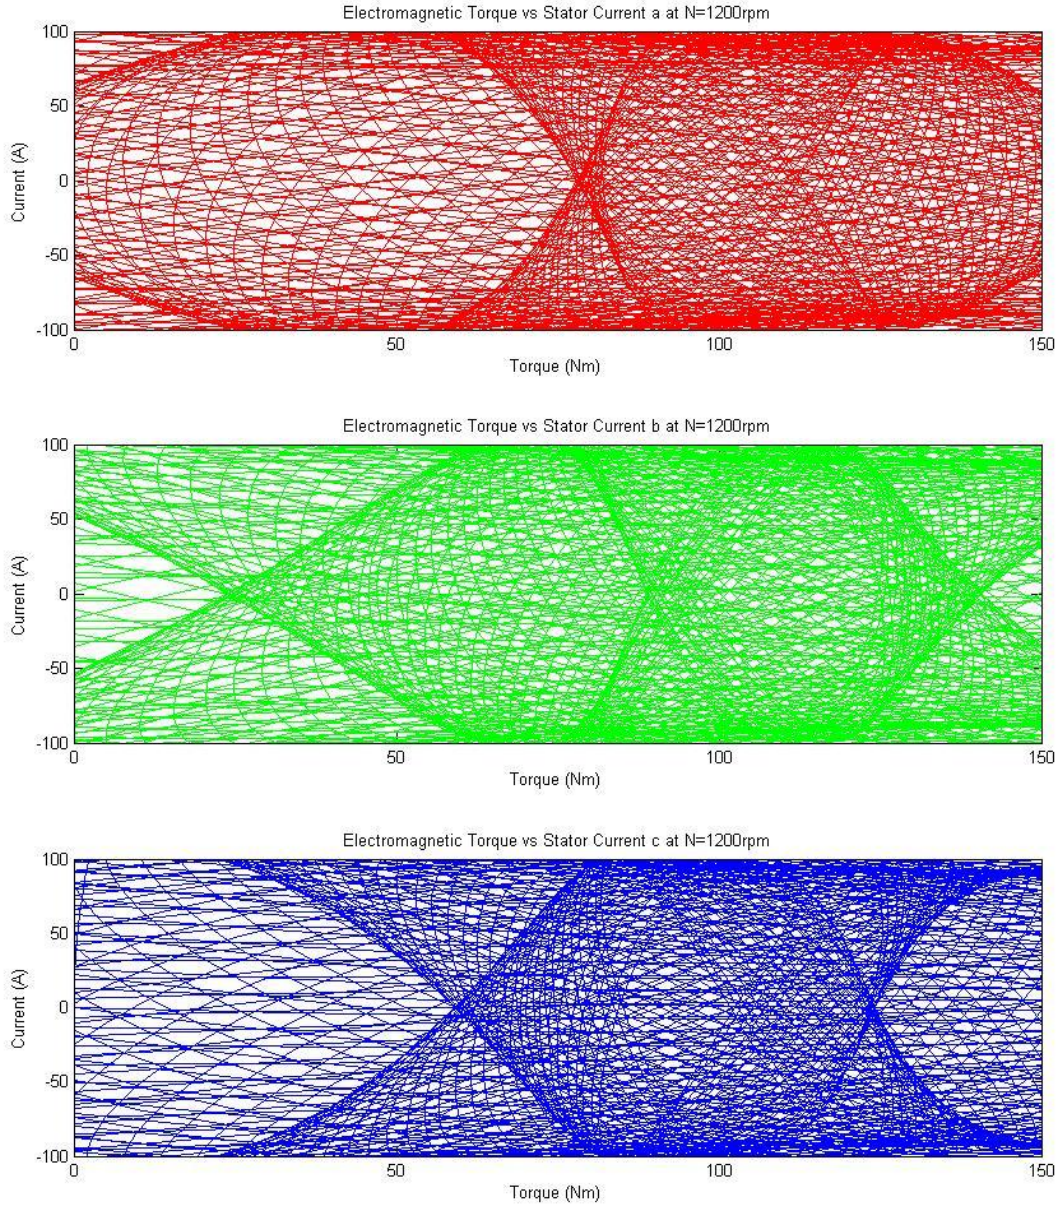 Electromagnetic Torque vs Stator Current a at N=1200rpm
100
50
0
-50
-100
Current (A)
0 50 100 150
Torque (Nm)
Electromagnetic Torque vs Stator Current b at N=1200rpm
100
50
0
-50
-100
Current (A)
0 50 100 150
Torque (Nm)
Electromagnetic Torque vs Stator Current c at N=1200rpm
100
50
0
-50
-100
Current (A)
0 50 100 150
Torque (Nm)